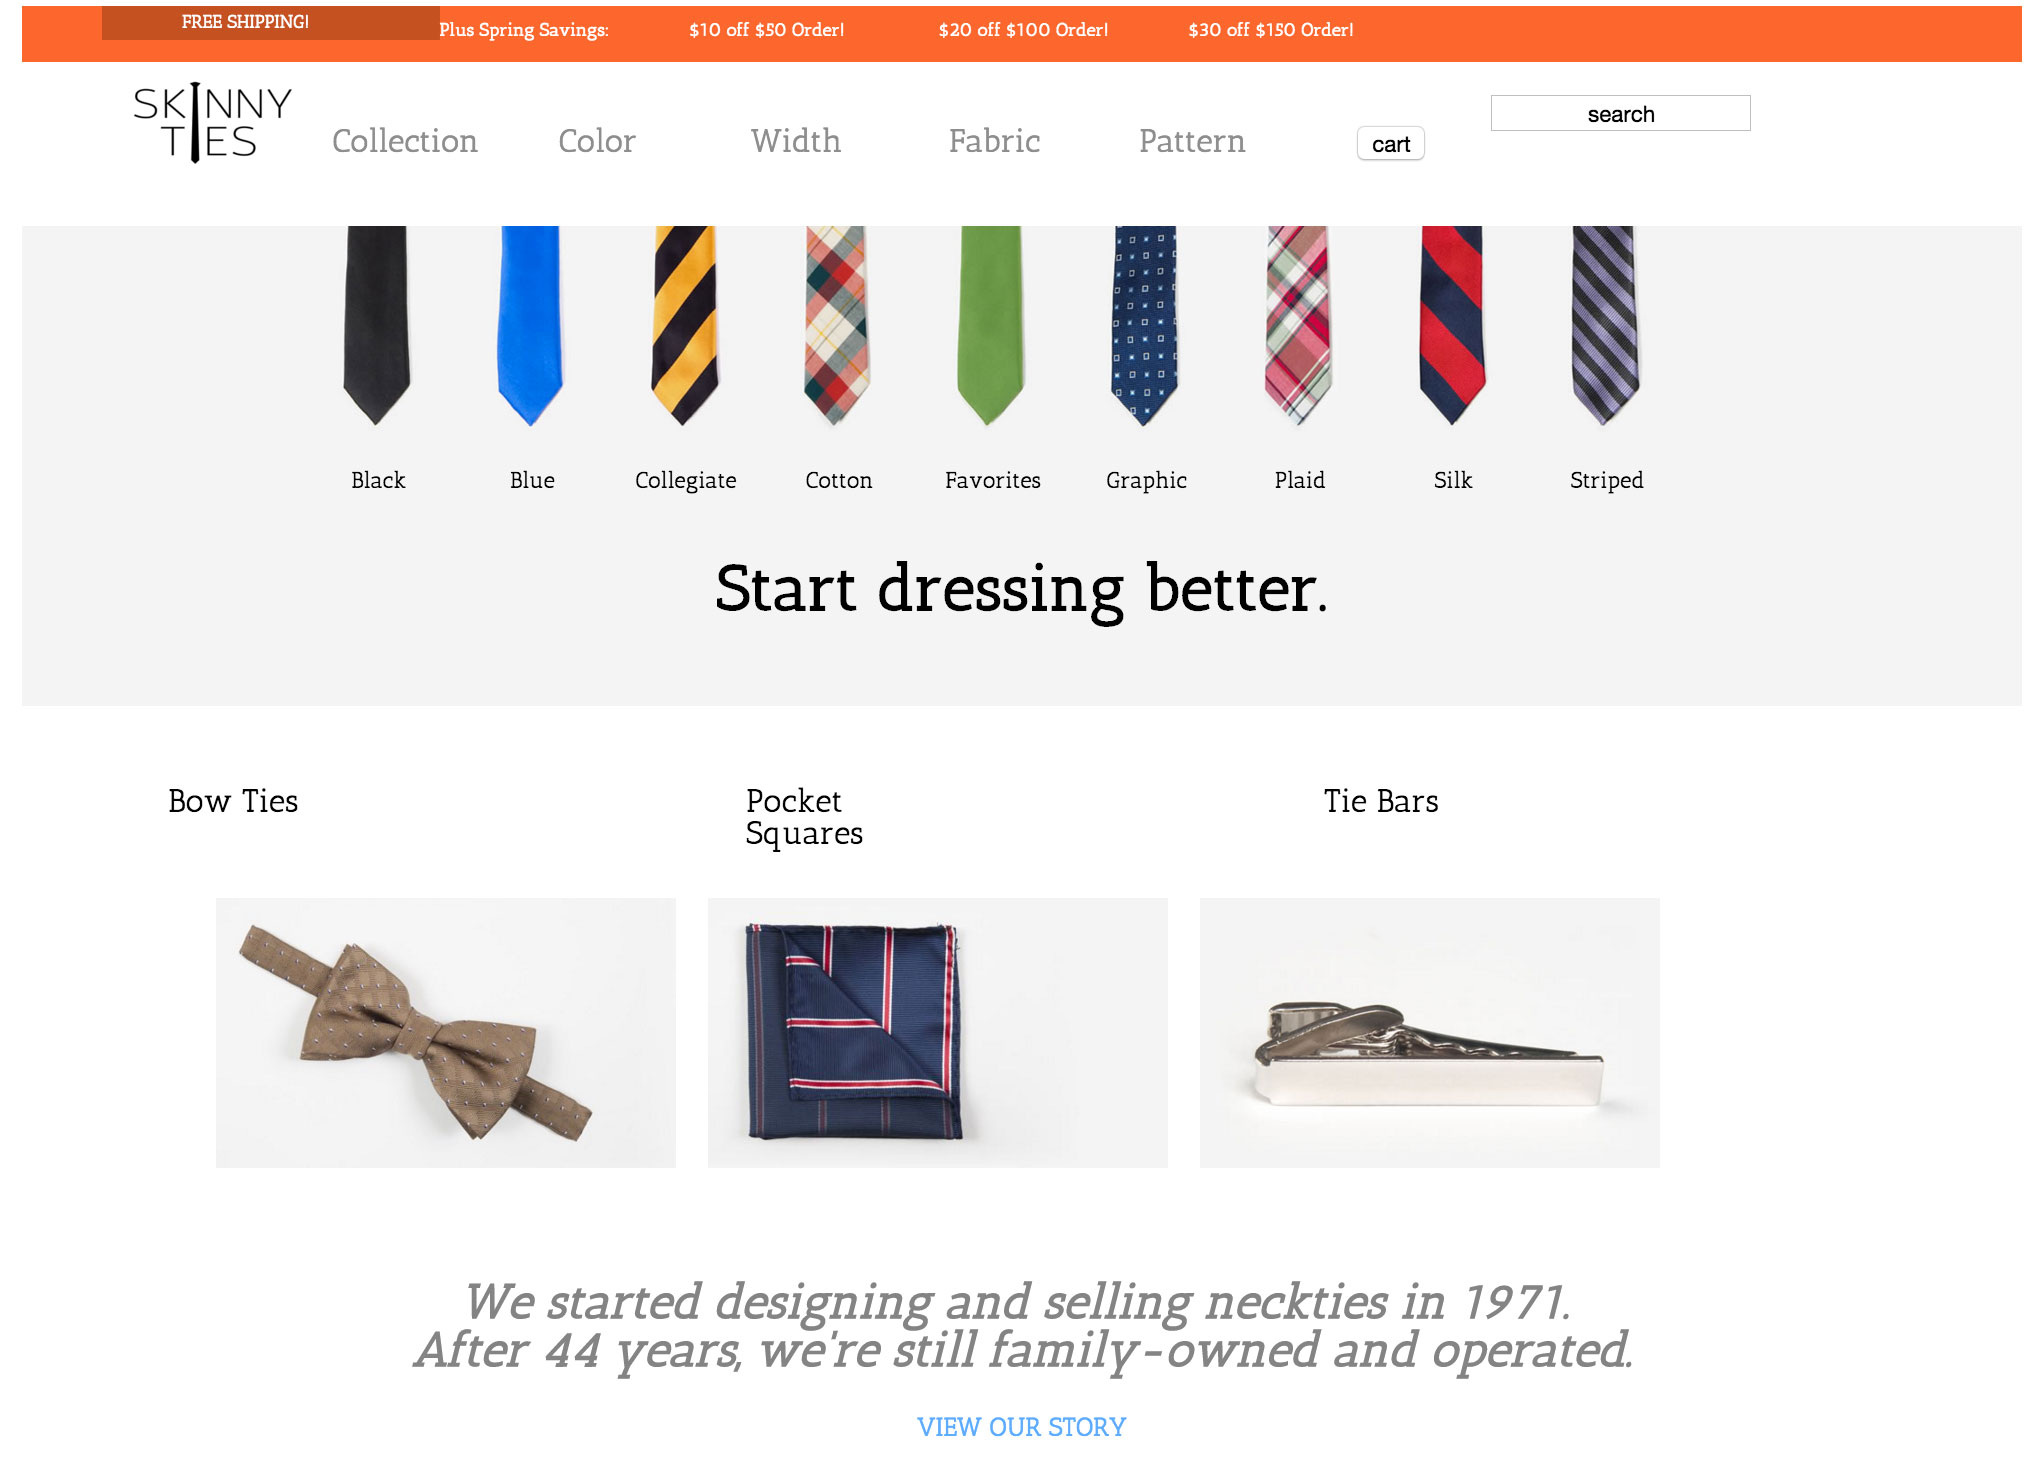 FREE SHIPPING!
Plus Spring Savings: $10 off $50 Order! $20 off $100 Order! $30 off $150 Order!
SKINNY
TIES
Collection Color Width Fabric Pattern cart search
Black Blue Collegiate Cotton Favorites Graphic Plaid Silk Striped
Start dressing better.
Bow Ties
Pocket
Squares
Tie Bars
We started designing and selling neckties in 1971.
After 44 years, we're still family-owned and operated.
VIEW OUR STORY